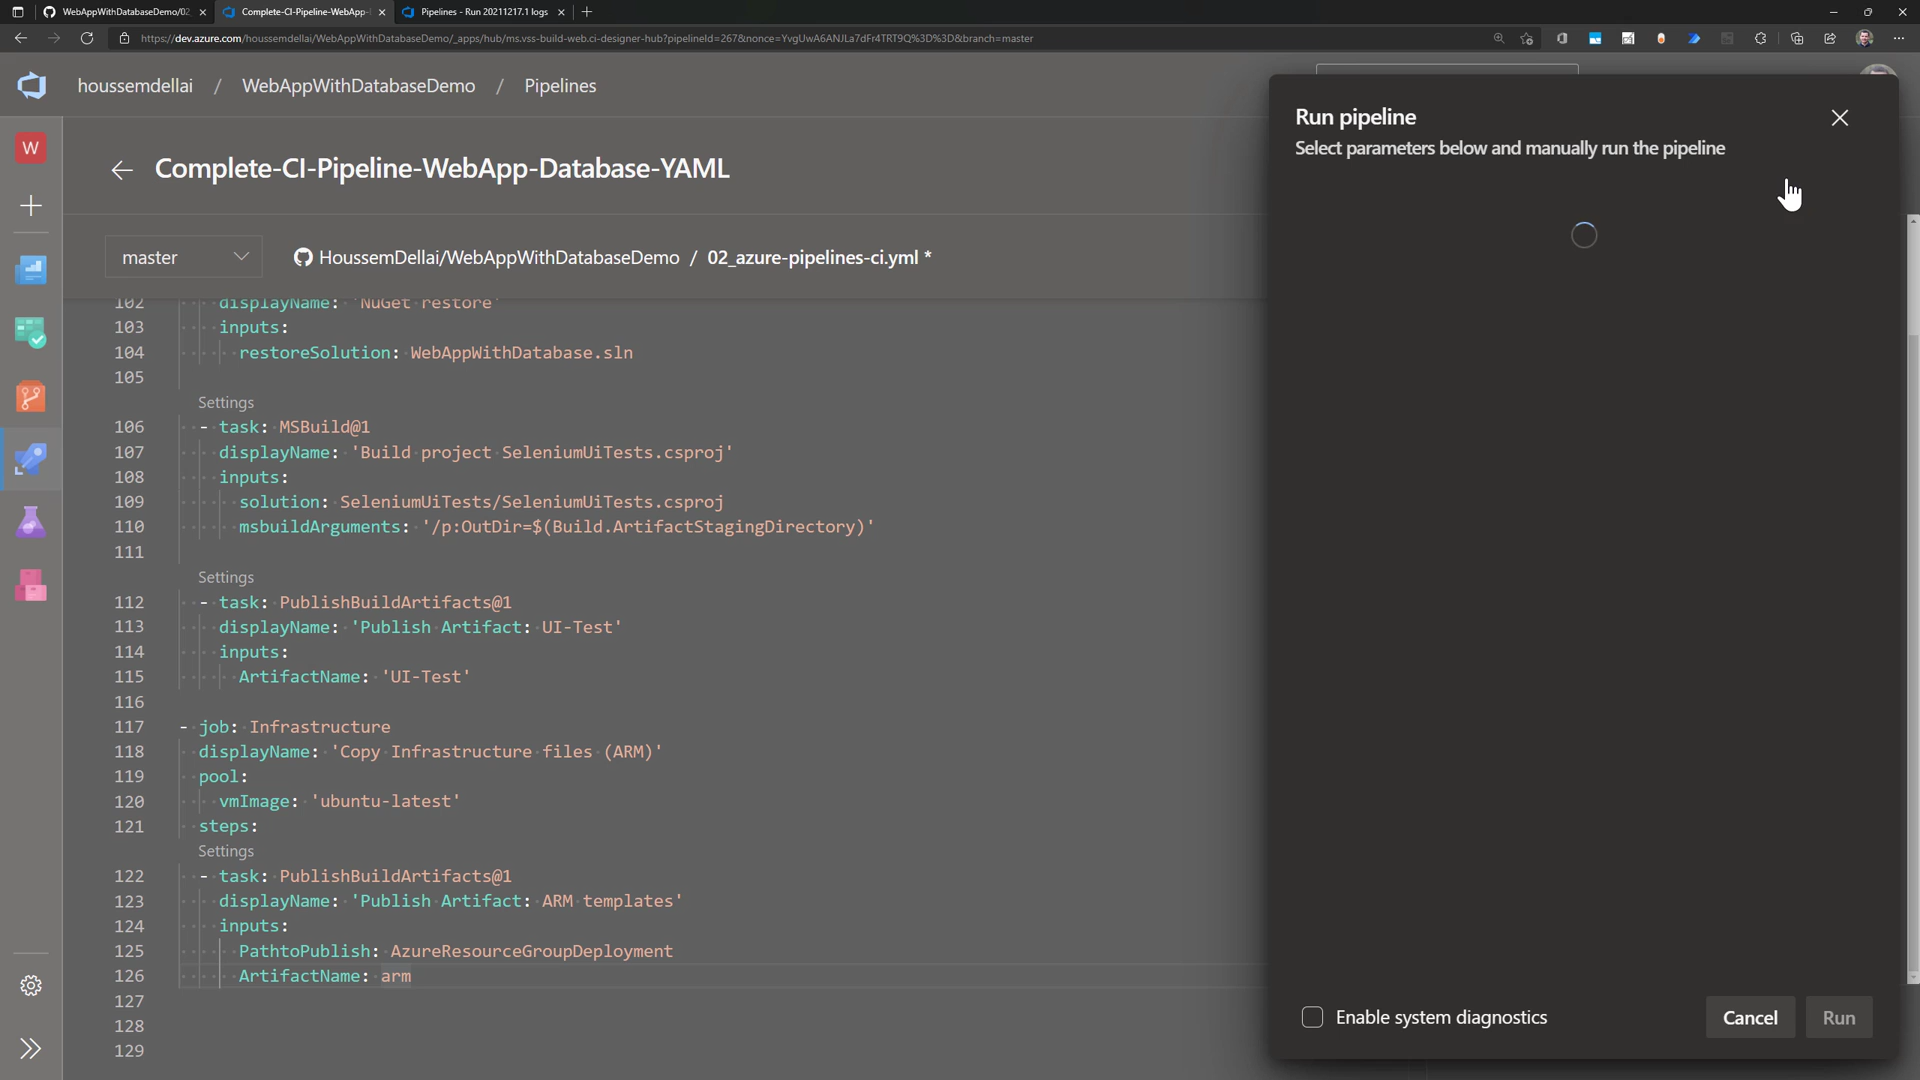 WebAppWithDatabaseDemo/02_
Complete-CI-Pipeline-WebApp-
Pipelines - Run 20211217.1 logs
https://dev.azure.com/houssemdellai/WebAppWithDatabaseDemo/_apps/hub/ms.vss-build-web.ci-designer-hub?pipelineId=267&nonce=YvgUwA6ANJLa7dFr4TRT9Q%3D%3D&branch=master
houssemdellai / WebAppWithDatabaseDemo / Pipelines
W
Complete-CI-Pipeline-WebApp-Database-YAML
master
HoussemDellai/WebAppWithDatabaseDemo / 02_azure-pipelines-ci.yml *
102 displayName: 'NuGet restore'
103 inputs:
104 restoreSolution: WebAppWithDatabase.sln
105
Settings
106 - task: MSBuild@1
107 displayName: 'Build project SeleniumUiTests.csproj'
108 inputs:
109 solution: SeleniumUiTests/SeleniumUiTests.csproj
110 msbuildArguments: '/p:OutDir=$(Build.ArtifactStagingDirectory)'
111
Settings
112 - task: PublishBuildArtifacts@1
113 displayName: 'Publish Artifact: UI-Test'
114 inputs:
115 ArtifactName: 'UI-Test'
116
117 - job: Infrastructure
118 displayName: 'Copy Infrastructure files (ARM)'
119 pool:
120 vmImage: 'ubuntu-latest'
121 steps:
Settings
122 - task: PublishBuildArtifacts@1
123 displayName: 'Publish Artifact: ARM templates'
124 inputs:
125 PathtoPublish: AzureResourceGroupDeployment
126 ArtifactName: arm
127
128
129
Run pipeline
Select parameters below and manually run the pipeline
Enable system diagnostics
Cancel
Run